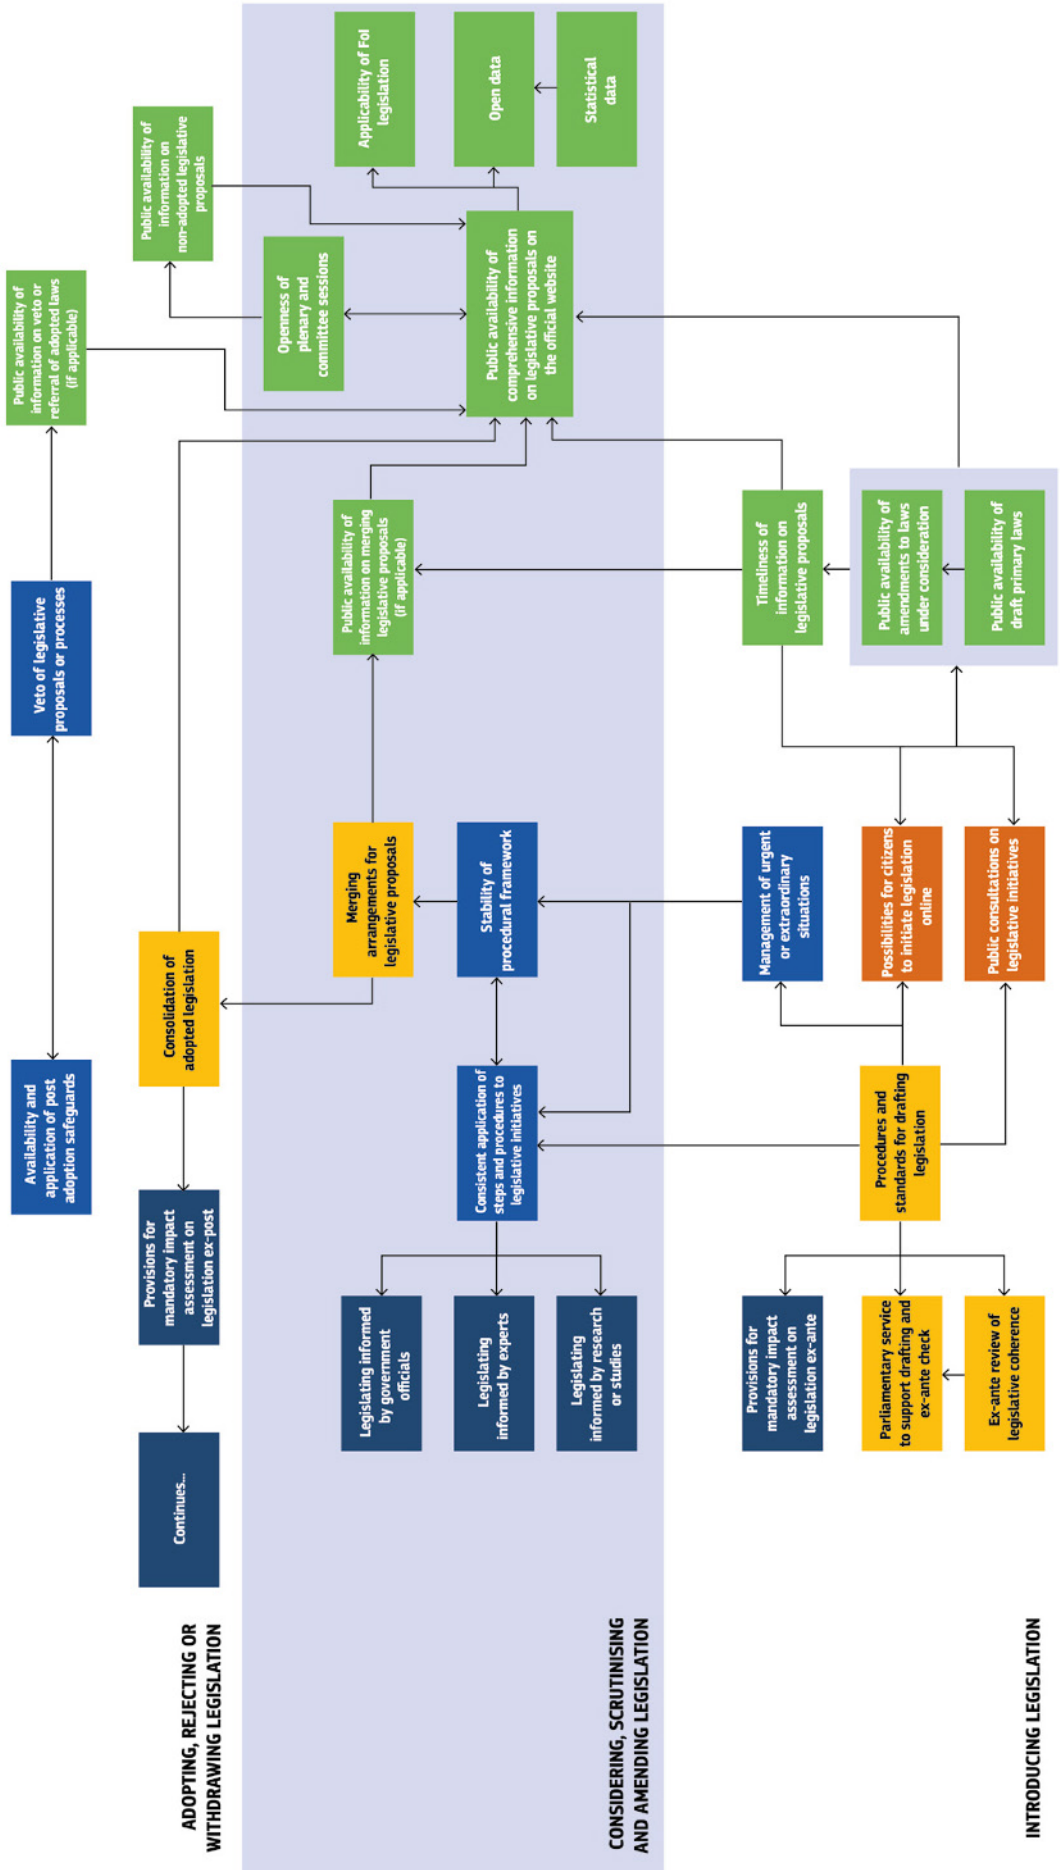 ADOPTING, REJECTING OR
WITHDRAWING LEGISLATION
Availability and
application of post
adoption safeguards
Veto of legislative
proposals or processes
Public availability of
information on veto or
referral of adopted laws
(if applicable)
Continues...
Provisions for
mandatory impact
assessment on
legislation ex-post
Consolidation of
adopted legislation
Public availability of
information on
non-adopted legislative
proposals
CONSIDERING, SCRUTINISING
AND AMENDING LEGISLATION
Openness of
plenary and
committee sessions
Legislating informed
by government
officials
Merging
arrangements for
legislative proposals
Public availability of
information on merging
legislative proposals
(if applicable)
Applicability of FoI
legislation
Legislating
informed by experts
Consistent application of
steps and procedures to
legislative initiatives
Stability of
procedural framework
Public availability of
comprehensive information
on legislative proposals on
the official website
Open data
Legislating
informed by research
or studies
Statistical
data
INTRODUCING LEGISLATION
Provisions for
mandatory impact
assessment on
legislation ex-ante
Management of urgent
or extraordinary
situations
Timeliness of
information on
legislative proposals
Parliamentary service
to support drafting and
ex-ante check
Procedures and
standards for drafting
legislation
Possibilities for citizens
to initiate legislation
online
Public availability of
amendments to laws
under consideration
Ex-ante review of
legislative coherence
Public consultations on
legislative initiatives
Public availability of
draft primary laws